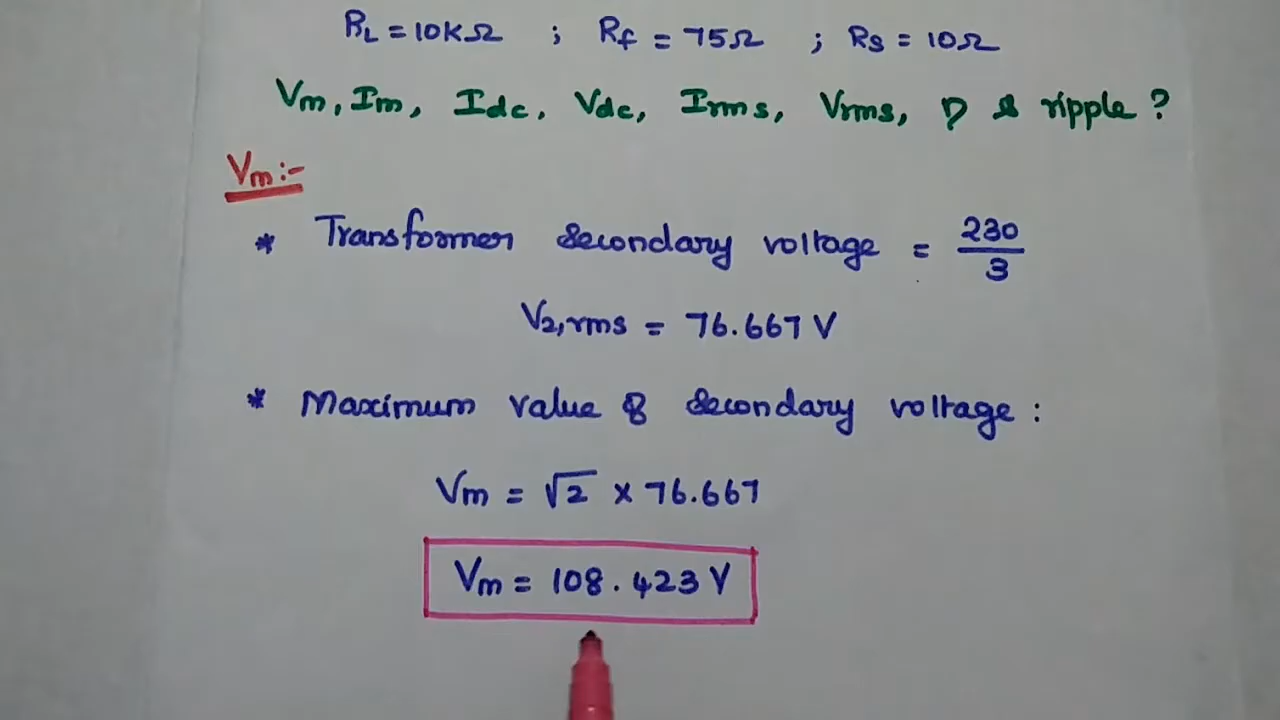 RL = 10KΩ ; Rf = 75Ω ; Rs = 10Ω
Vm, Im, Idc, Vdc, Irms, Vrms, η & ripple ?
Vm :-
* Transformer secondary voltage = 230/3
V2,rms = 76.667 V
* Maximum value of secondary voltage :
Vm = √2 × 76.667
Vm = 108.423 V